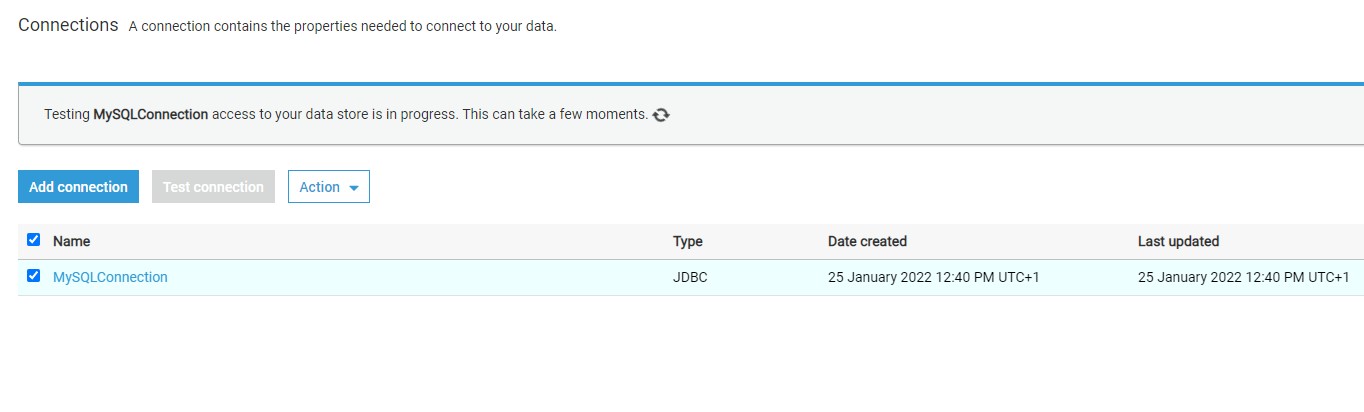 Connections A connection contains the properties needed to connect to your data.
Testing MySQLConnection access to your data store is in progress. This can take a few moments.
Add connection Test connection Action
Name Type Date created Last updated
MySQLConnection JDBC 25 January 2022 12:40 PM UTC+1 25 January 2022 12:40 PM UTC+1